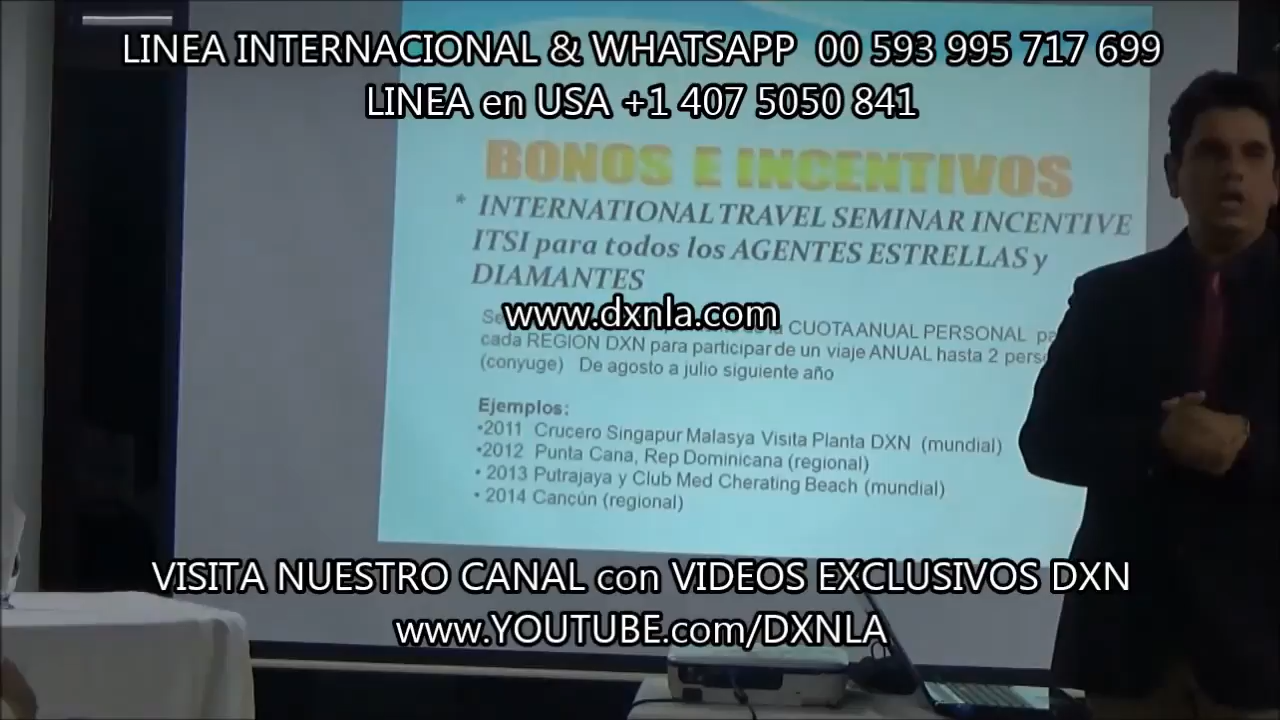 LINEA INTERNACIONAL & WHATSAPP 00 593 995 717 699
LINEA en USA +1 407 5050 841
BONOS E INCENTIVOS
* INTERNATIONAL TRAVEL SEMINAR INCENTIVE
ITSI para todos los AGENTES ESTRELLAS y
DIAMANTES
www.dxnla.com
CUOTA ANUAL PERSONAL
cada REGION DXN para participar de un viaje ANUAL hasta 2
(conyuge) De agosto a julio siguiente año
Ejemplos:
•2011 Crucero Singapur Malasya Visita Planta DXN (mundial)
•2012 Punta Cana, Rep Dominicana (regional)
• 2013 Putrajaya y Club Med Cherating Beach (mundial)
• 2014 Cancún (regional)
VISITA NUESTRO CANAL con VIDEOS EXCLUSIVOS DXN
www.YOUTUBE.com/DXNLA